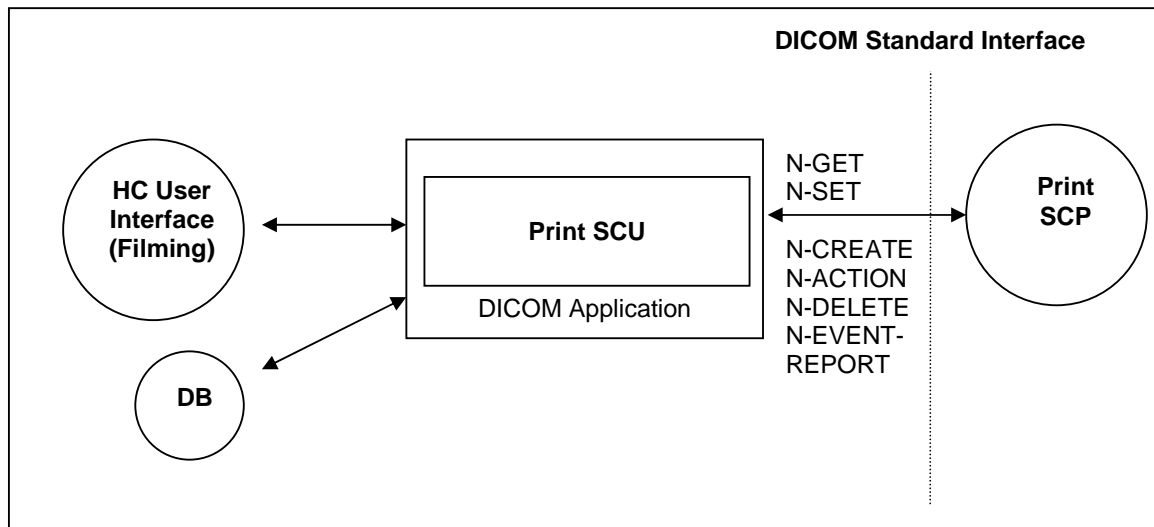 DICOM Standard Interface
HC User
Interface
(Filming)
DB
Print SCU
DICOM Application
N-GET
N-SET
N-CREATE
N-ACTION
N-DELETE
N-EVENT-
REPORT
Print
SCP